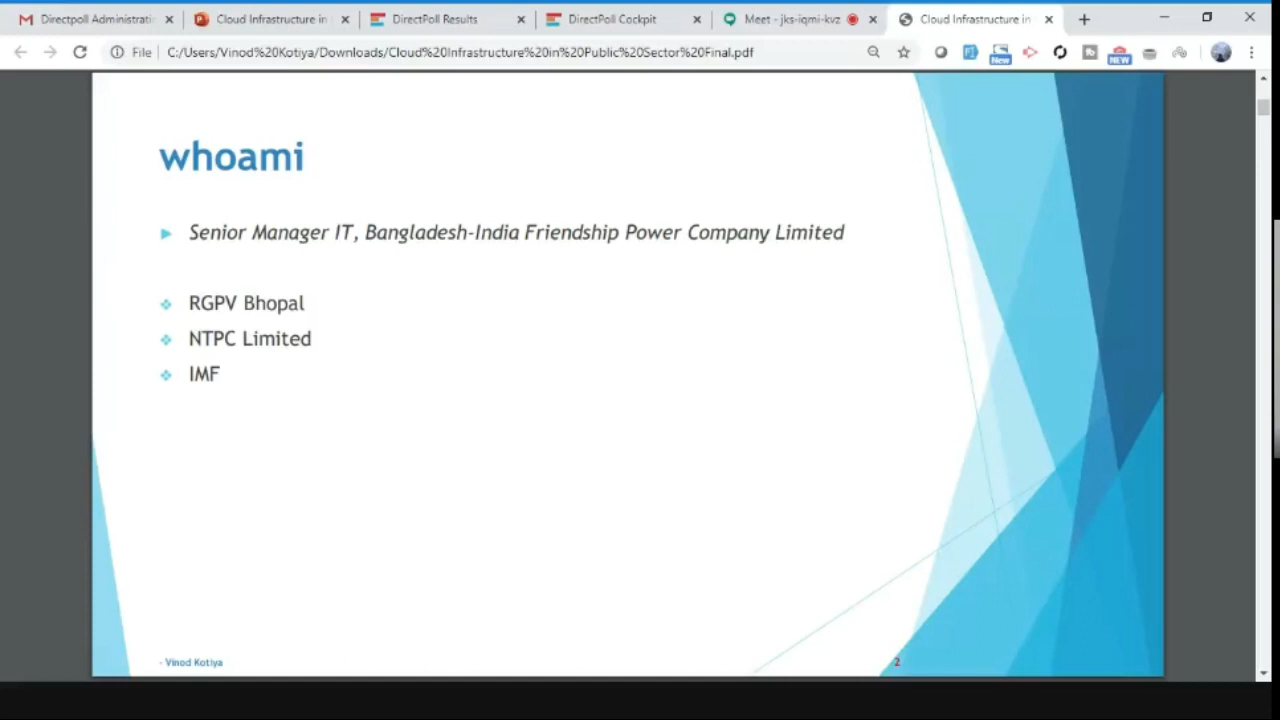 Directpoll Administrati
Cloud Infrastructure in
DirectPoll Results
DirectPoll Cockpit
Meet - jks-iqmi-kvz
Cloud Infrastructure in
File
C:/Users/Vinod%20Kotiya/Downloads/Cloud%20Infrastructure%20in%20Public%20Sector%20Final.pdf
New
NEW
whoami
Senior Manager IT, Bangladesh-India Friendship Power Company Limited
RGPV Bhopal
NTPC Limited
IMF
- Vinod Kotiya
2